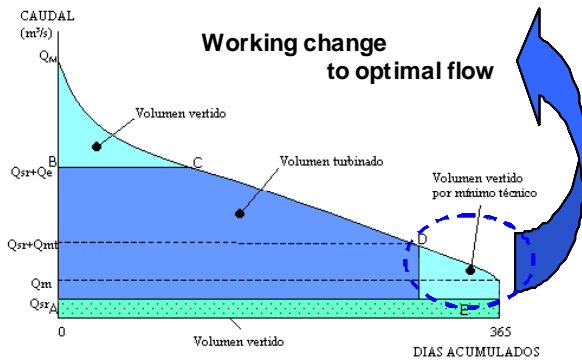 CAUDAL
(m³/s)
Working change
to optimal flow
QM
Volumen vertido
B
C
Qsr+Qe
Volumen turbinado
Volumen vertido
por mínimo técnico
Qsr+Qmt
D
Qm
Qsr
A
E
0
365
Volumen vertido
DIAS ACUMULADOS